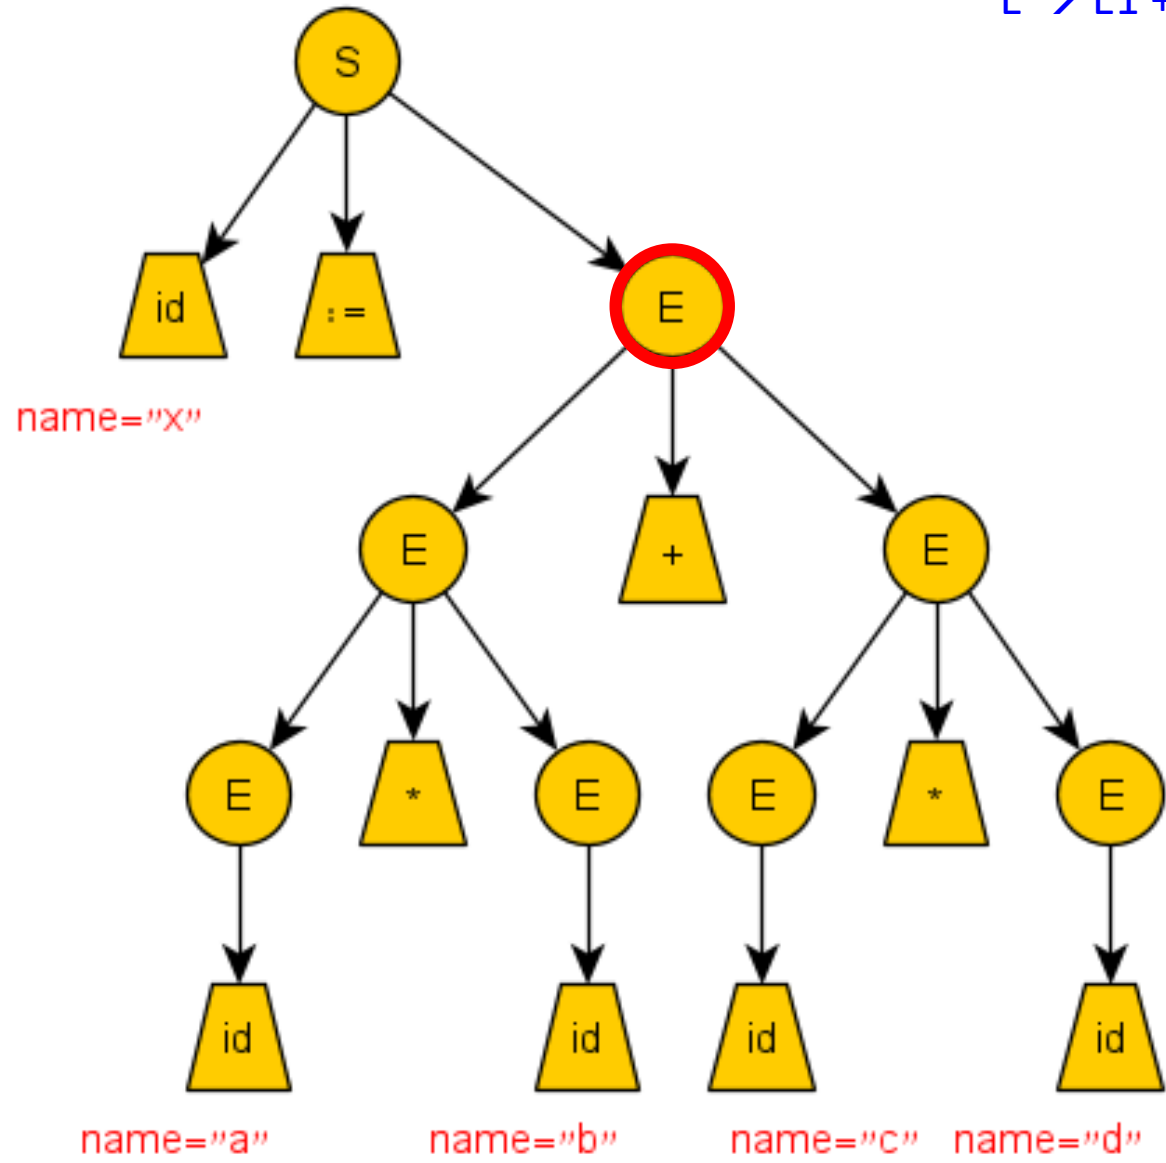 S
id := E
name="x"
E + E
E * E E * E
id id id id
name="a" name="b" name="c" name="d"